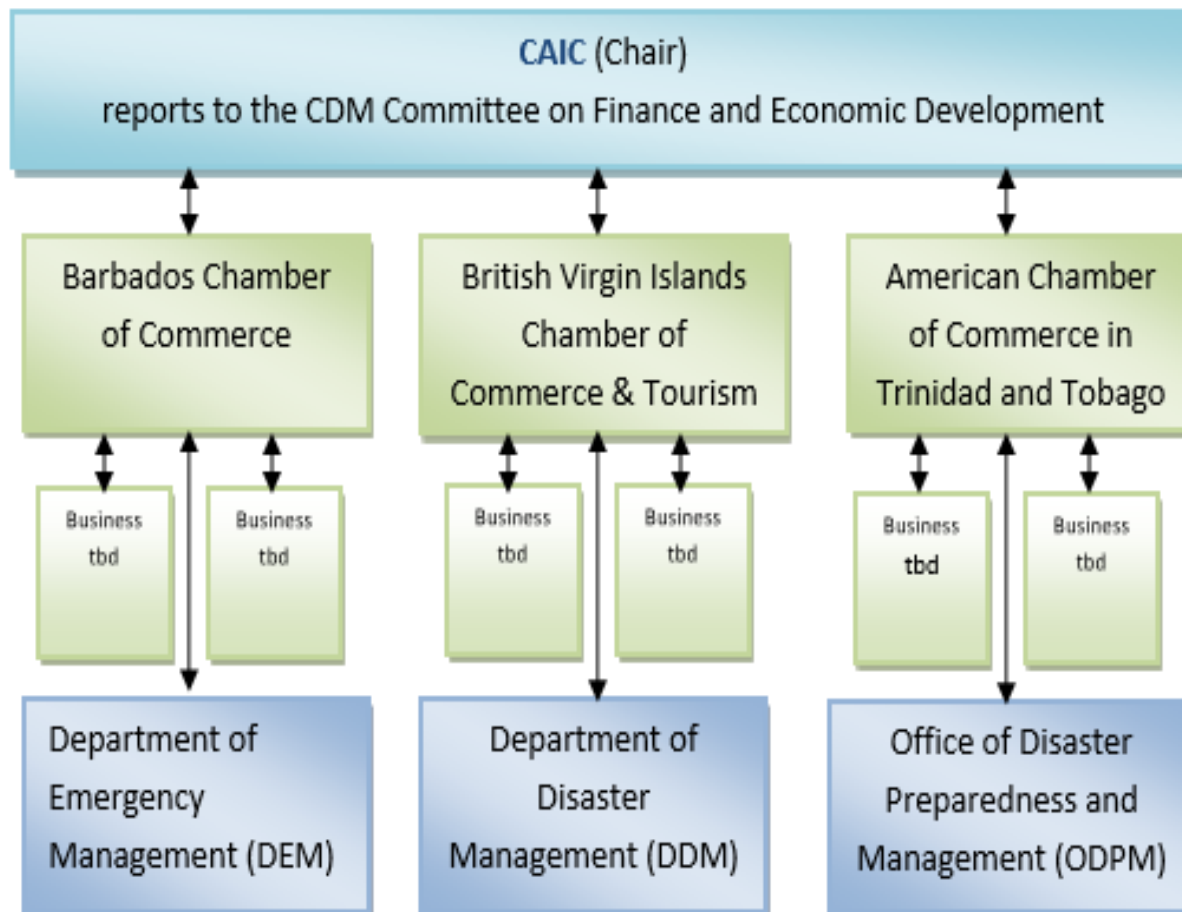 CAIC (Chair)
reports to the CDM Committee on Finance and Economic Development
Barbados Chamber
of Commerce
British Virgin Islands
Chamber of
Commerce & Tourism
American Chamber
of Commerce in
Trinidad and Tobago
Business
tbd
Business
tbd
Business
tbd
Business
tbd
Business
tbd
Business
tbd
Department of
Emergency
Management (DEM)
Department of
Disaster
Management (DDM)
Office of Disaster
Preparedness and
Management (ODPM)